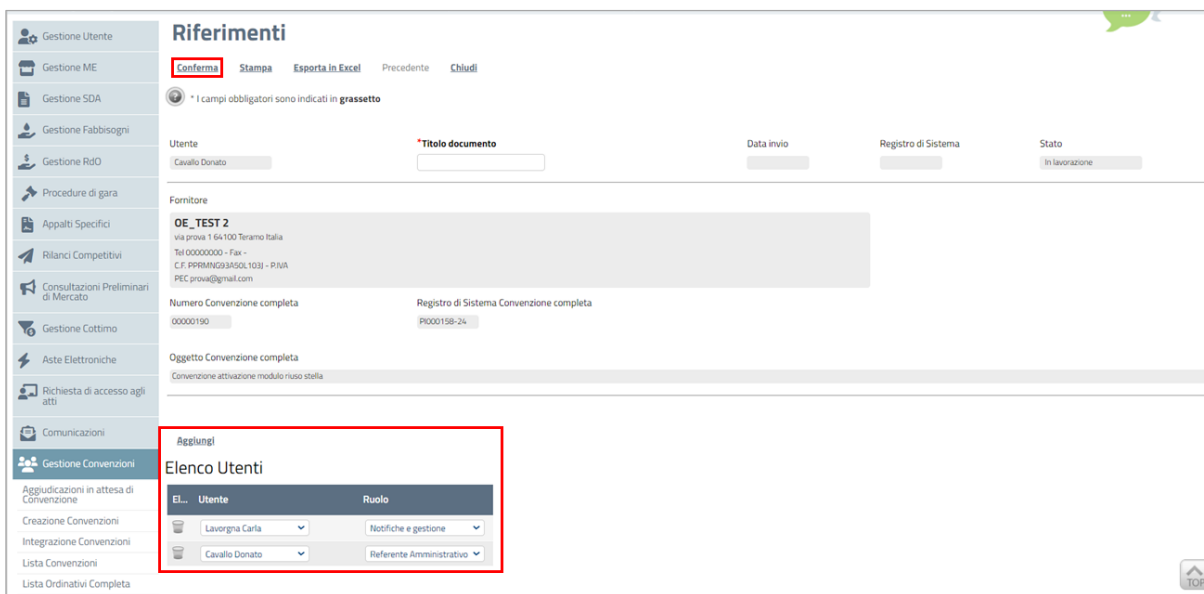 Riferimenti
Gestione Utente
Gestione ME
Gestione SDA
Gestione Fabbisogni
Gestione RdO
Procedure di gara
Appalti Specifici
Rilanci Competitivi
Consultazioni Preliminari
di Mercato
Gestione Cottimo
Aste Elettroniche
Richiesta di accesso agli
atti
Comunicazioni
Gestione Convenzioni
Aggiudicazioni in attesa di
Convenzione
Creazione Convenzioni
Integrazione Convenzioni
Lista Convenzioni
Lista Ordinativi Completa
Conferma Stampa Esporta in Excel Precedente Chiudi
* I campi obbligatori sono indicati in grassetto
Utente *Titolo documento Data invio Registro di Sistema Stato
Cavallo Donato In lavorazione
Fornitore
OE_TEST 2
via prova 1 64100 Teramo Italia
Tel 00000000 - Fax -
C.F. PPRMNG93A50L103J - P.IVA
PEC prova@gmail.com
Numero Convenzione completa Registro di Sistema Convenzione completa
00000190 PI000158-24
Oggetto Convenzione completa
Convenzione attivazione modulo riuso stella
Aggiungi
Elenco Utenti
El... Utente Ruolo
Lavorgna Carla Notifiche e gestione
Cavallo Donato Referente Amministrativo
TOP